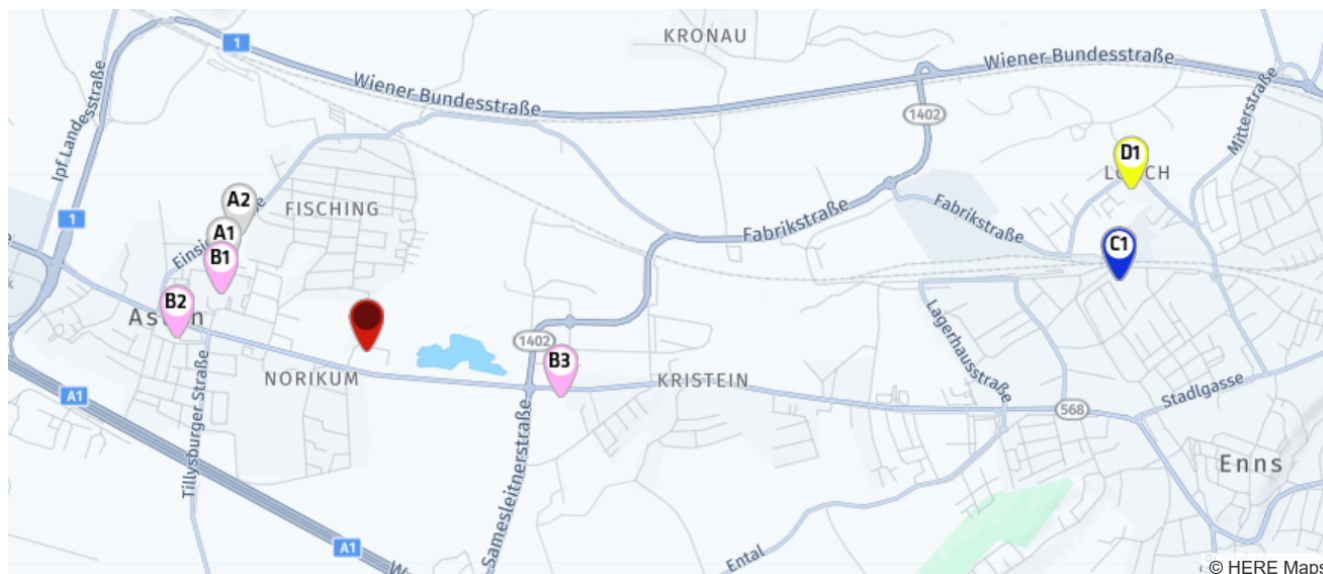 KRONAU
1
Wiener Bundesstraße
Wiener Bundesstraße
Ipf Landesstraße
1402
Mitterstraße
D1
A2
FISCHING
1
A1
Fabrikstraße
Fabrikstraße
B1
C1
B2
1402
B3
Lagerhausstraße
NORIKUM
KRISTEIN
A1
Tillysburger Straße
Samesleitnerstraße
568
Stadlgasse
Enns
A1
Ental
© HERE Maps